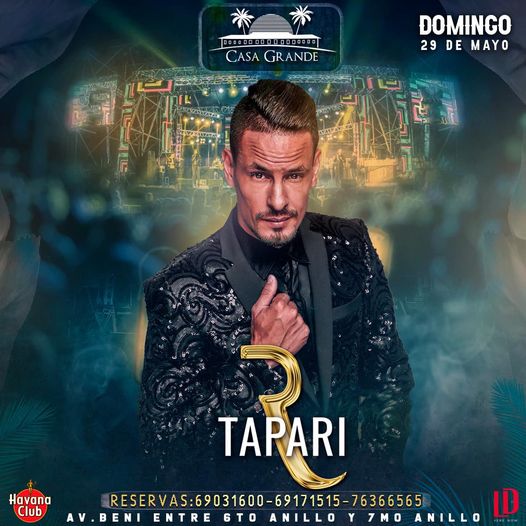 DOMINGO
29 DE MAYO
CASA GRANDE
R
TAPARI
Havana
Club
RESERVAS:69031600-69171515-76366565
AV.BENI ENTRE 6TO ANILLO Y 7MO ANILLO
LD